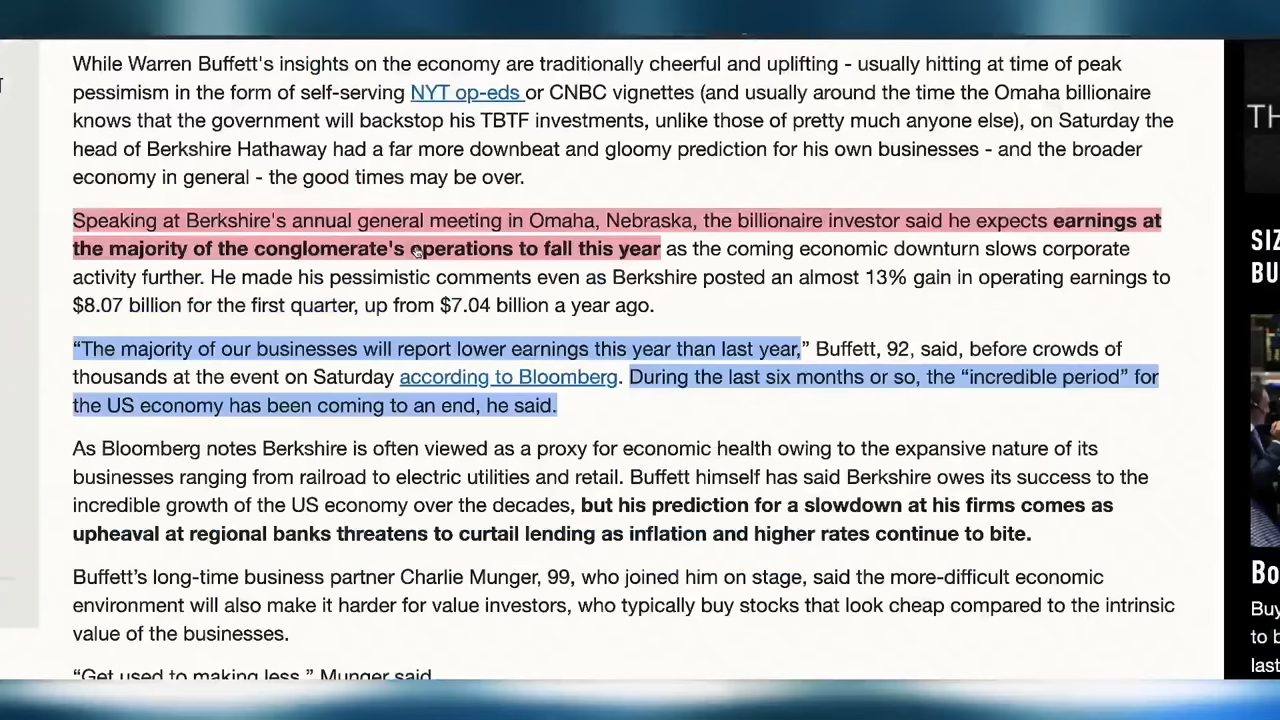 While Warren Buffett's insights on the economy are traditionally cheerful and uplifting - usually hitting at time of peak
pessimism in the form of self-serving NYT op-eds or CNBC vignettes (and usually around the time the Omaha billionaire
knows that the government will backstop his TBTF investments, unlike those of pretty much anyone else), on Saturday the
head of Berkshire Hathaway had a far more downbeat and gloomy prediction for his own businesses - and the broader
economy in general - the good times may be over.
Speaking at Berkshire's annual general meeting in Omaha, Nebraska, the billionaire investor said he expects earnings at
the majority of the conglomerate's operations to fall this year as the coming economic downturn slows corporate
activity further. He made his pessimistic comments even as Berkshire posted an almost 13% gain in operating earnings to
$8.07 billion for the first quarter, up from $7.04 billion a year ago.
“The majority of our businesses will report lower earnings this year than last year,” Buffett, 92, said, before crowds of
thousands at the event on Saturday according to Bloomberg. During the last six months or so, the “incredible period” for
the US economy has been coming to an end, he said.
As Bloomberg notes Berkshire is often viewed as a proxy for economic health owing to the expansive nature of its
businesses ranging from railroad to electric utilities and retail. Buffett himself has said Berkshire owes its success to the
incredible growth of the US economy over the decades, but his prediction for a slowdown at his firms comes as
upheaval at regional banks threatens to curtail lending as inflation and higher rates continue to bite.
Buffett’s long-time business partner Charlie Munger, 99, who joined him on stage, said the more-difficult economic
environment will also make it harder for value investors, who typically buy stocks that look cheap compared to the intrinsic
value of the businesses.
“Get used to making less,” Munger said
TH
SIZ
BU
Bo
Buy
to b
last